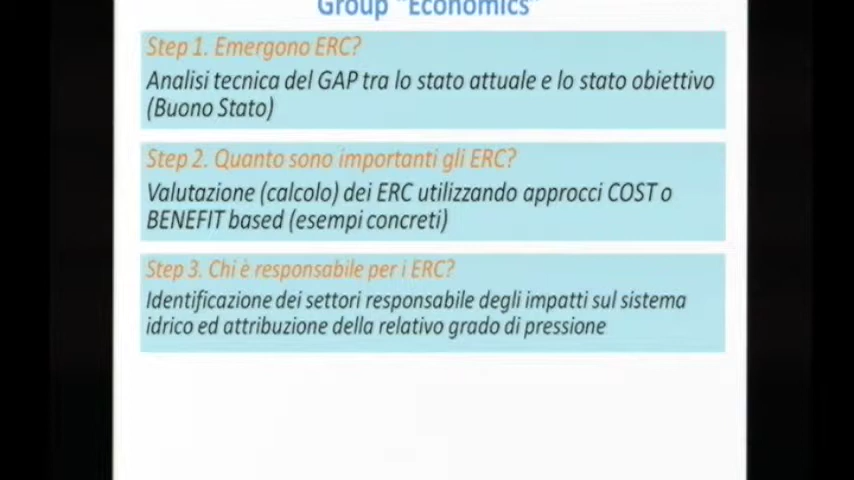 Group "Economics"
Step 1. Emergono ERC?
Analisi tecnica del GAP tra lo stato attuale e lo stato obiettivo
(Buono Stato)
Step 2. Quanto sono importanti gli ERC?
Valutazione (calcolo) dei ERC utilizzando approcci COST o
BENEFIT based (esempi concreti)
Step 3. Chi è responsabile per i ERC?
Identificazione dei settori responsabile degli impatti sul sistema
idrico ed attribuzione della relativo grado di pressione